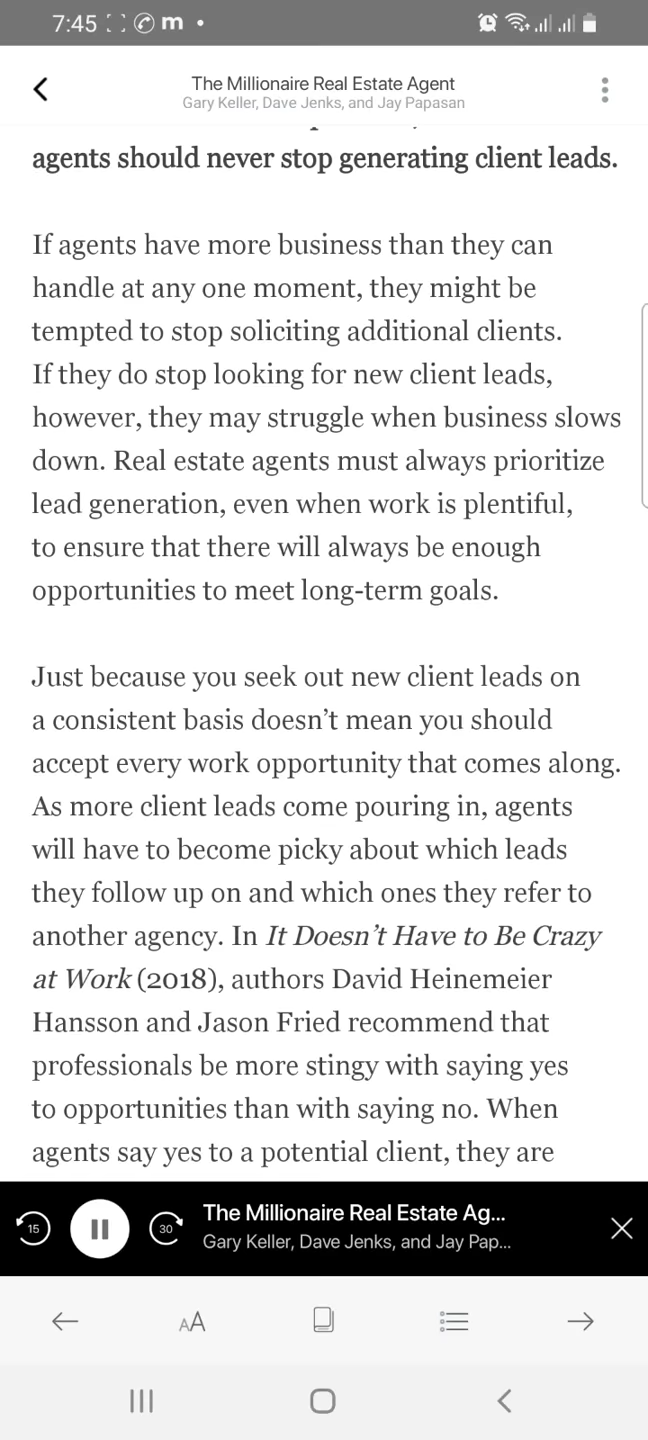 7:45 m
The Millionaire Real Estate Agent
Gary Keller, Dave Jenks, and Jay Papasan
agents should never stop generating client leads.
If agents have more business than they can
handle at any one moment, they might be
tempted to stop soliciting additional clients.
If they do stop looking for new client leads,
however, they may struggle when business slows
down. Real estate agents must always prioritize
lead generation, even when work is plentiful,
to ensure that there will always be enough
opportunities to meet long-term goals.
Just because you seek out new client leads on
a consistent basis doesn’t mean you should
accept every work opportunity that comes along.
As more client leads come pouring in, agents
will have to become picky about which leads
they follow up on and which ones they refer to
another agency. In It Doesn’t Have to Be Crazy
at Work (2018), authors David Heinemeier
Hansson and Jason Fried recommend that
professionals be more stingy with saying yes
to opportunities than with saying no. When
agents say yes to a potential client, they are
15
30
The Millionaire Real Estate Ag...
Gary Keller, Dave Jenks, and Jay Pap...
AA